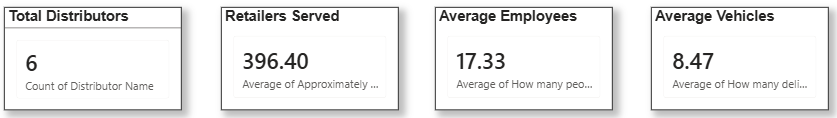 Total Distributors
6
Count of Distributor Name
Retailers Served
396.40
Average of Approximately ...
Average Employees
17.33
Average of How many peo...
Average Vehicles
8.47
Average of How many deli...